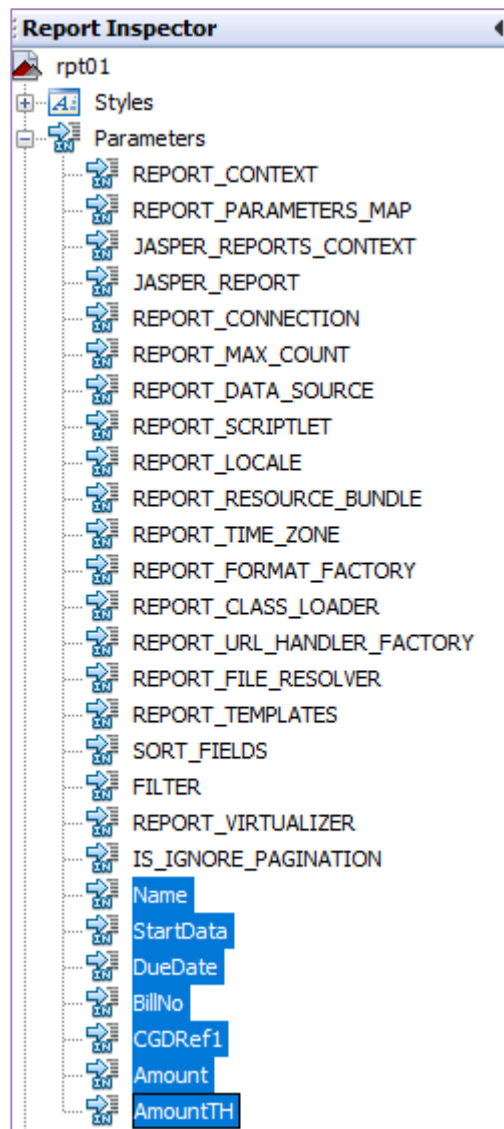 Report Inspector
rpt01
Styles
Parameters
REPORT_CONTEXT
REPORT_PARAMETERS_MAP
JASPER_REPORTS_CONTEXT
JASPER_REPORT
REPORT_CONNECTION
REPORT_MAX_COUNT
REPORT_DATA_SOURCE
REPORT_SCRIPTLET
REPORT_LOCALE
REPORT_RESOURCE_BUNDLE
REPORT_TIME_ZONE
REPORT_FORMAT_FACTORY
REPORT_CLASS_LOADER
REPORT_URL_HANDLER_FACTORY
REPORT_FILE_RESOLVER
REPORT_TEMPLATES
SORT_FIELDS
FILTER
REPORT_VIRTUALIZER
IS_IGNORE_PAGINATION
Name
StartData
DueDate
BillNo
CGDRef1
Amount
AmountTH